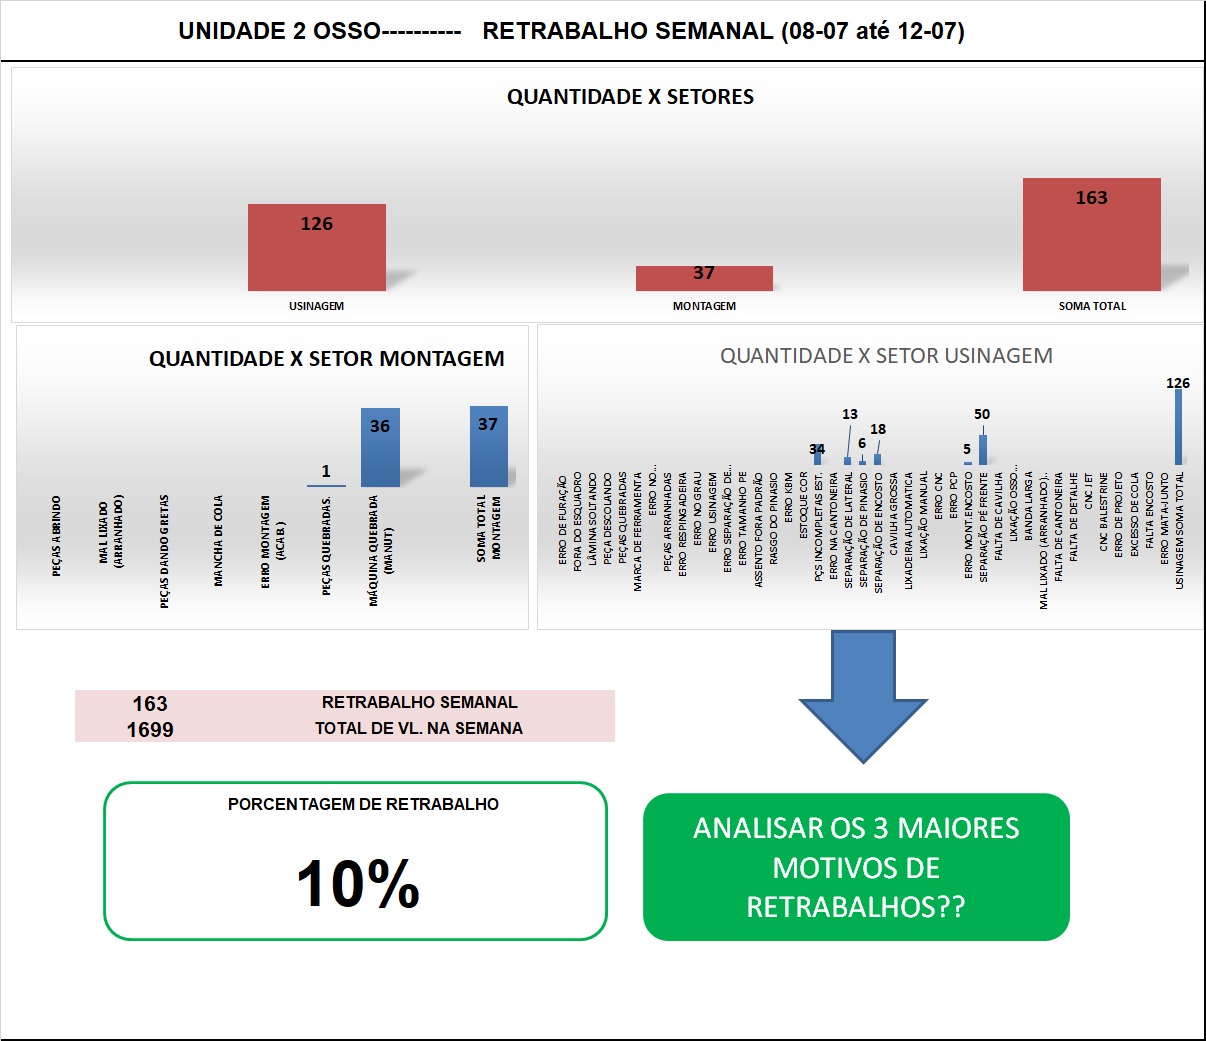 UNIDADE 2 OSSO---------- RETRABALHO SEMANAL (08-07 até 12-07)
QUANTIDADE X SETORES
126
37
163
USINAGEM
MONTAGEM
SOMA TOTAL
QUANTIDADE X SETOR MONTAGEM
1
36
37
PEÇAS ABRINDO
MAL LIXADO
(ARRANHADO)
PEÇAS DANDO GRETAS
MANCHA DE COLA
ERRO MONTAGEM
(ACAB.)
PEÇAS QUEBRADAS.
MÁQUINA QUEBRADA
(MANUT)
SOMA TOTAL
MONTAGEM
QUANTIDADE X SETOR USINAGEM
34
13
6
18
5
50
126
ERRO DE FURAÇÃO
FORA DO ESQUADRO
LÂMINA SOLTANDO
PEÇA DESCOLANDO
PEÇAS QUEBRADAS
MARCA DE FERRAMENTA
ERRO NO...
PEÇAS ARRANHADAS
ERRO RESPINGADEIRA
ERRO NO GRAU
ERRO USINAGEM
ERRO SEPARAÇÃO DE...
ERRO TAMANHO PE
ASSENTO FORA PADRÃO
RASGO DO PINASIO
ERRO KBM
ESTOQUE COR
PÇS INCOMPLETAS EST.
ERRO NA CANTONEIRA
SEPARAÇÃO DE LATERAL
SEPARAÇÃO DE PINASIO
SEPARAÇÃO DE ENCOSTO
CAVILHA GROSSA
LIXADEIRA AUTOMATICA
LIXAÇÃO MANUAL
ERRO CNC
ERRO PCP
ERRO MONT.ENCOSTO
SEPARAÇÃO PE FRENTE
FALTA DE CAVILHA
LIXAÇÃO OSSO...
BANDA LARGA
MAL LIXADO (ARRANHADO).
FALTA DE CANTONEIRA
FALTA DE DETALHE
CNC JET
CNC BALESTRINE
ERRO DE PROJETO
EXCESSO DE COLA
FALTA ENCOSTO
ERRO MATAJUNTO
USINAGEM SOMA TOTAL
163 RETRABALHO SEMANAL
1699 TOTAL DE VL. NA SEMANA
PORCENTAGEM DE RETRABALHO
10%
ANALISAR OS 3 MAIORES
MOTIVOS DE
RETRABALHOS??